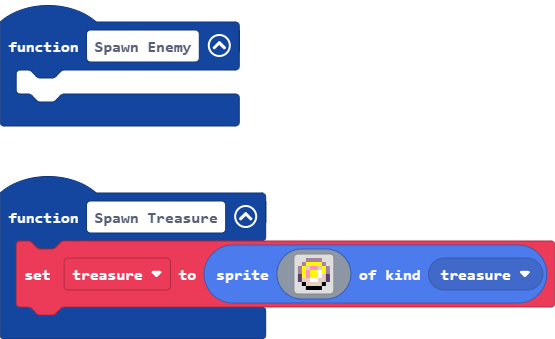 function Spawn Enemy
function Spawn Treasure
set treasure to sprite of kind treasure